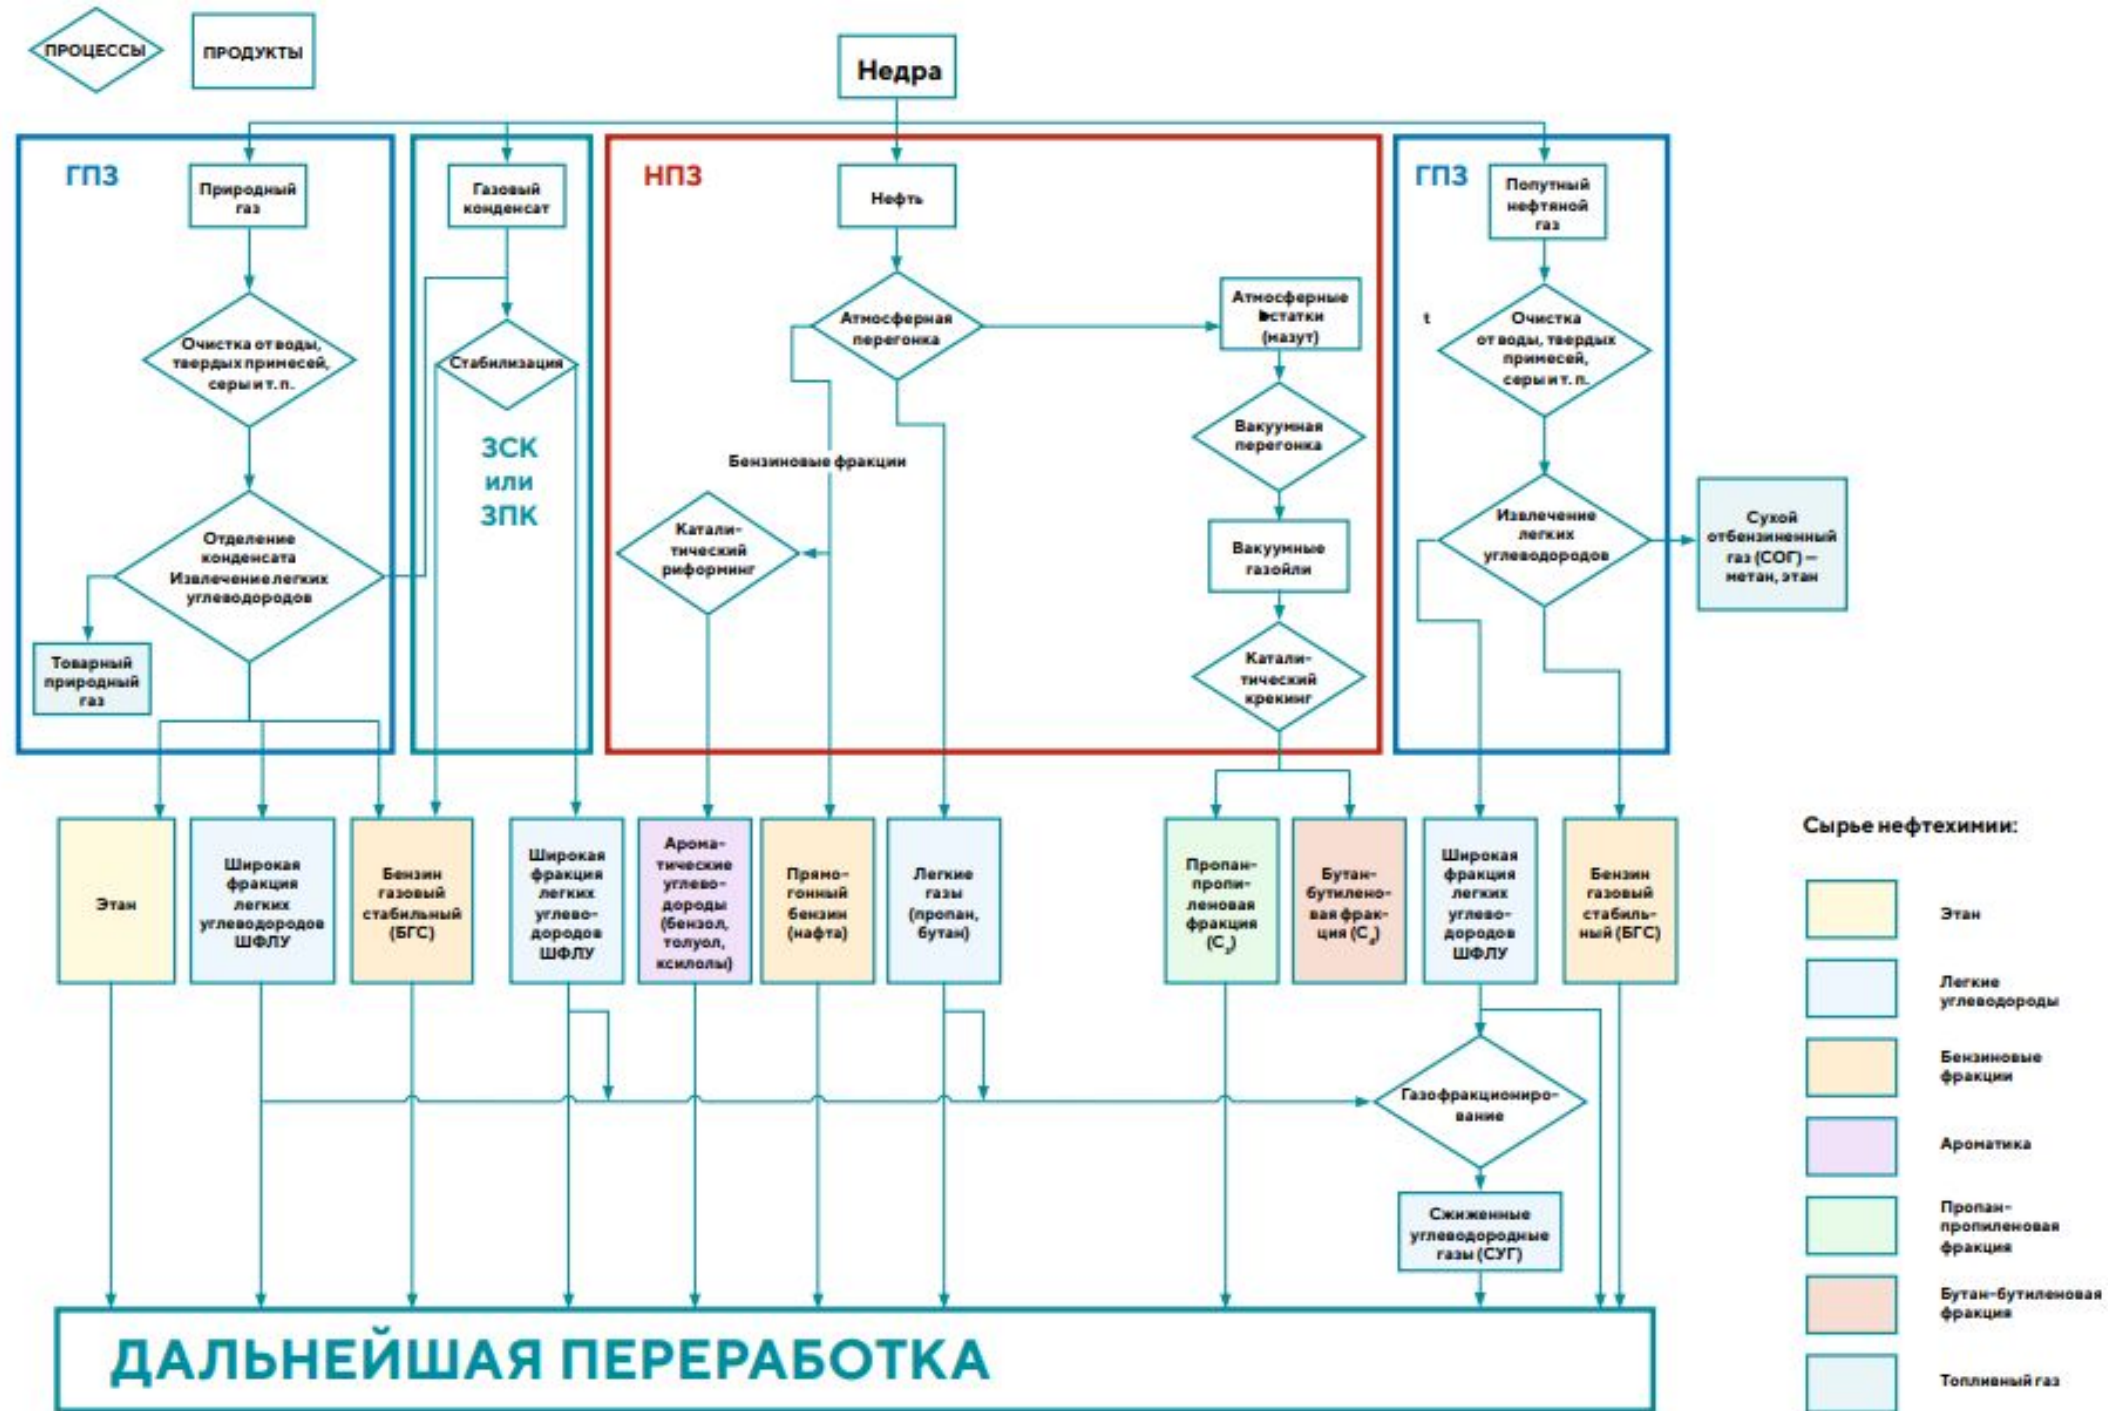 ПРОЦЕССЫ
ПРОДУКТЫ
Недра
ГПЗ
Природный
газ
Очистка от воды,
твердых примесей,
серы и т. п.
Отделение
конденсата
Извлечение легких
углеводородов
Товарный
природный
газ
Газовый
конденсат
Стабилизация
ЗСК
или
ЗПК
НПЗ
Нефть
Атмосферная
перегонка
Бензиновые фракции
Катали-
тический
риформинг
Атмосферные
(мазут)
Вакуумная
перегонка
Вакуумные
газойли
Катали-
тический
крекинг
ГПЗ
Попутный
нефтяной
газ
t
Очистка
от воды, твердых
примесей,
серы и т. п.
Извлечение
легких
углеводородов
Сухой
отбензиненный
газ (СОГ) —
метан, этан
Этан
Широкая
фракция
легких
углеводородов
ШФЛУ
Бензин
газовый
стабильный
(БГС)
Широкая
фракция
легких
углево-
дородов
ШФЛУ
Арома-
тические
углево-
дороды
(бензол,
толуол,
ксилолы)
Прямо-
гонный
бензин
(нафта)
Легкие
газы
(пропан,
бутан)
Пропан-
пропи-
леновая
фракция
(C₃)
Бутан-
бутилено-
вая фрак-
ция (C₄)
Широкая
фракция
легких
углево-
дородов
ШФЛУ
Бензин
газовый
стабиль-
ный (БГС)
Газофракциониро-
вание
Сжиженные
углеводородные
газы (СУГ)
ДАЛЬНЕЙШАЯ ПЕРЕРАБОТКА
Сырье нефтехимии:
Этан
Легкие
углеводороды
Бензиновые
фракции
Ароматика
Пропан-
пропиленовая
фракция
Бутан-бутиленовая
фракция
Топливный газ